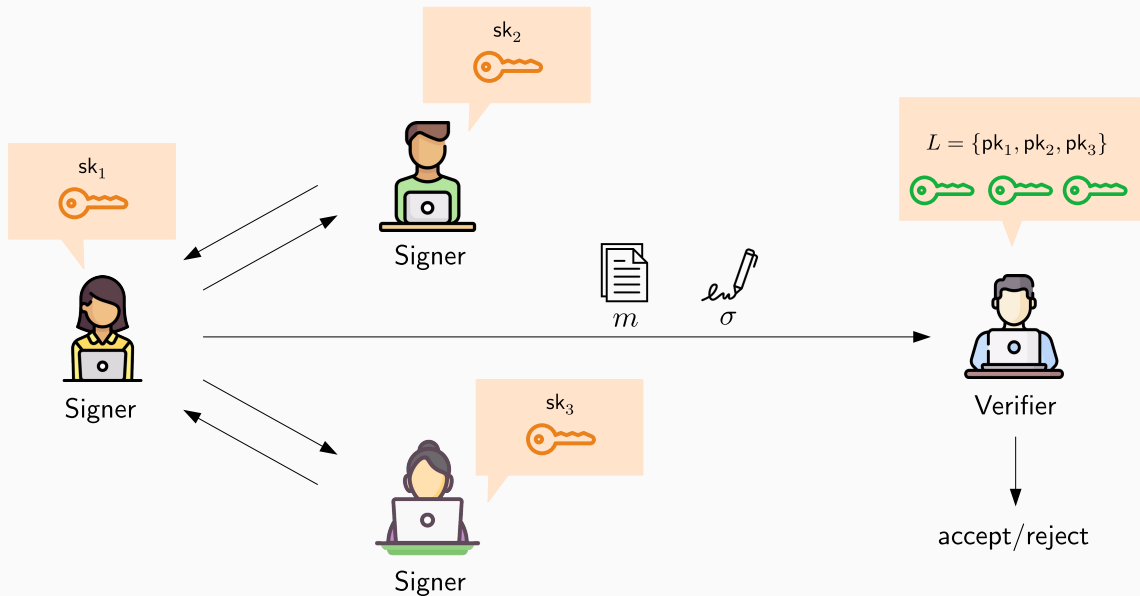 sk₂
sk₁
L = {pk₁, pk₂, pk₃}
Signer
m
σ
Signer
sk₃
Verifier
accept/reject
Signer